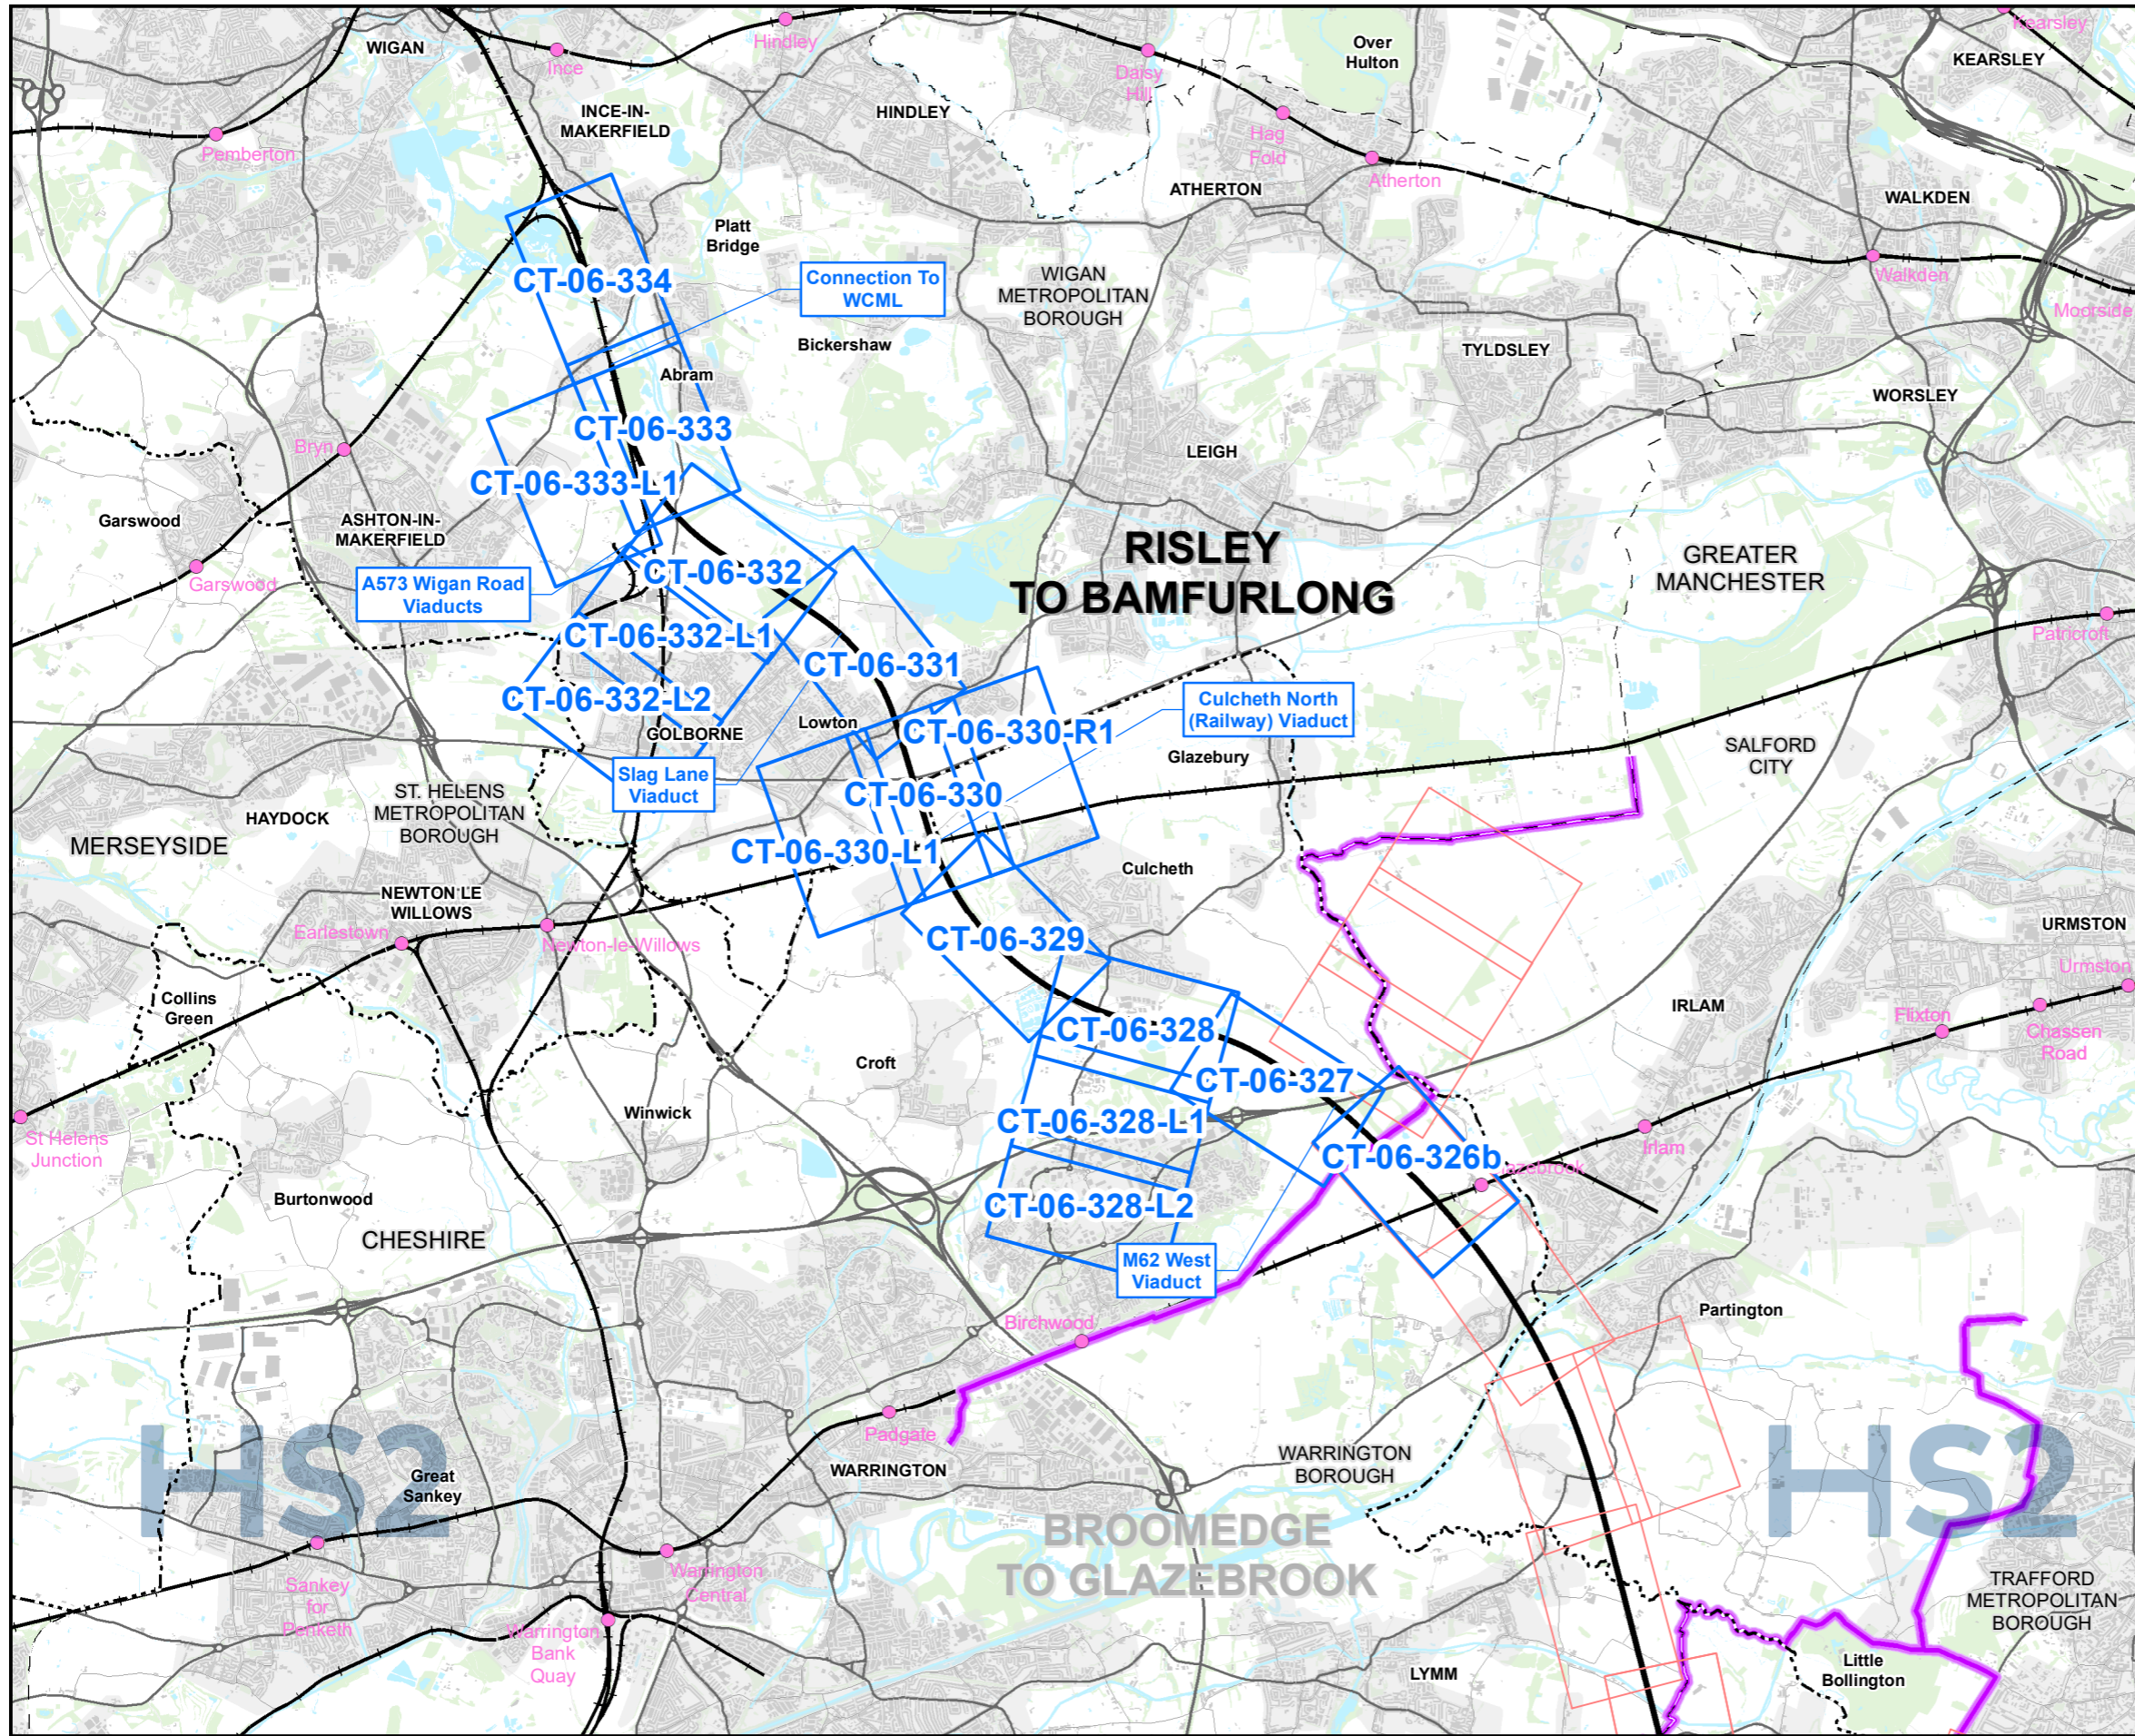 WIGAN
Ince
Hindley
INCE-IN-
MAKERFIELD
HINDLEY
Daisy
Hill
Over
Hulton
Kearsley
KEARSLEY
Pemberton
Hag
Fold
Atherton
ATHERTON
WALKDEN
Walkden
Moorside
Platt
Bridge
CT-06-334
Connection To
WCML
WIGAN
METROPOLITAN
BOROUGH
Bickershaw
Abram
TYLDSLEY
WORSLEY
CT-06-333
Bryn
LEIGH
CT-06-333-L1
Garswood
ASHTON-IN-
MAKERFIELD
Garswood
RISLEY
TO BAMFURLONG
GREATER
MANCHESTER
A573 Wigan Road
Viaducts
CT-06-332
Patricroft
CT-06-332-L1
CT-06-331
CT-06-332-L2
GOLBORNE
Lowton
CT-06-330-R1
Culcheth North
(Railway) Viaduct
Glazebury
SALFORD
CITY
Slag Lane
Viaduct
CT-06-330
ST. HELENS
METROPOLITAN
BOROUGH
HAYDOCK
MERSEYSIDE
CT-06-330-L1
Culcheth
NEWTON LE
WILLOWS
Earlestown
Newton-le-Willows
CT-06-329
URMSTON
Urmston
Collins
Green
IRLAM
Flixton
Chassen
Road
CT-06-328
Croft
CT-06-327
Winwick
CT-06-328-L1
St Helens
Junction
CT-06-326b
Irlam
Burtonwood
CT-06-328-L2
CHESHIRE
M62 West
Viaduct
Partington
Birchwood
Padgate
WARRINGTON
WARRINGTON
BOROUGH
HS2
HS2
Great
Sankey
BROOMEDGE
TO GLAZEBROOK
Sankey
for
Penketh
Warrington
Central
Warrington
Bank
Quay
TRAFFORD
METROPOLITAN
BOROUGH
LYMM
Little
Bollington